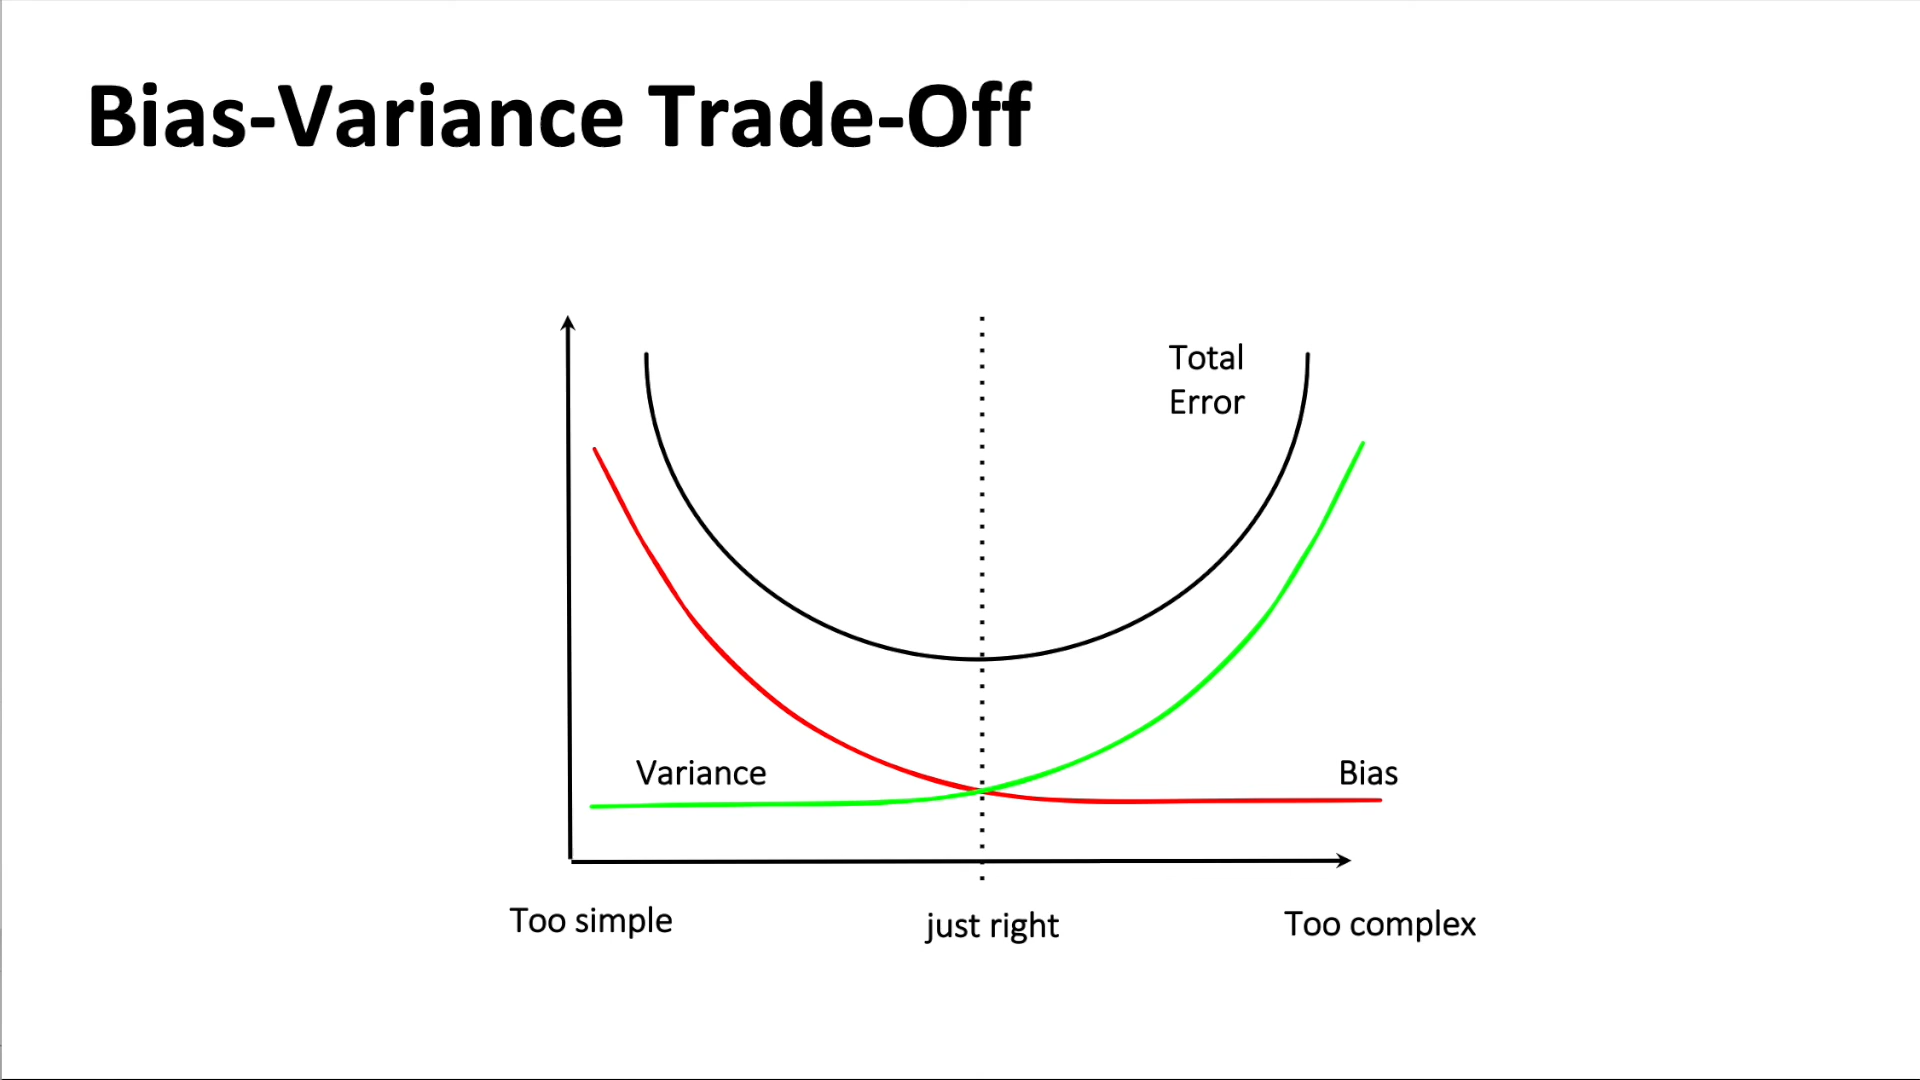 Bias-Variance Trade-Off
Total
Error
Variance
Bias
Too simple
just right
Too complex